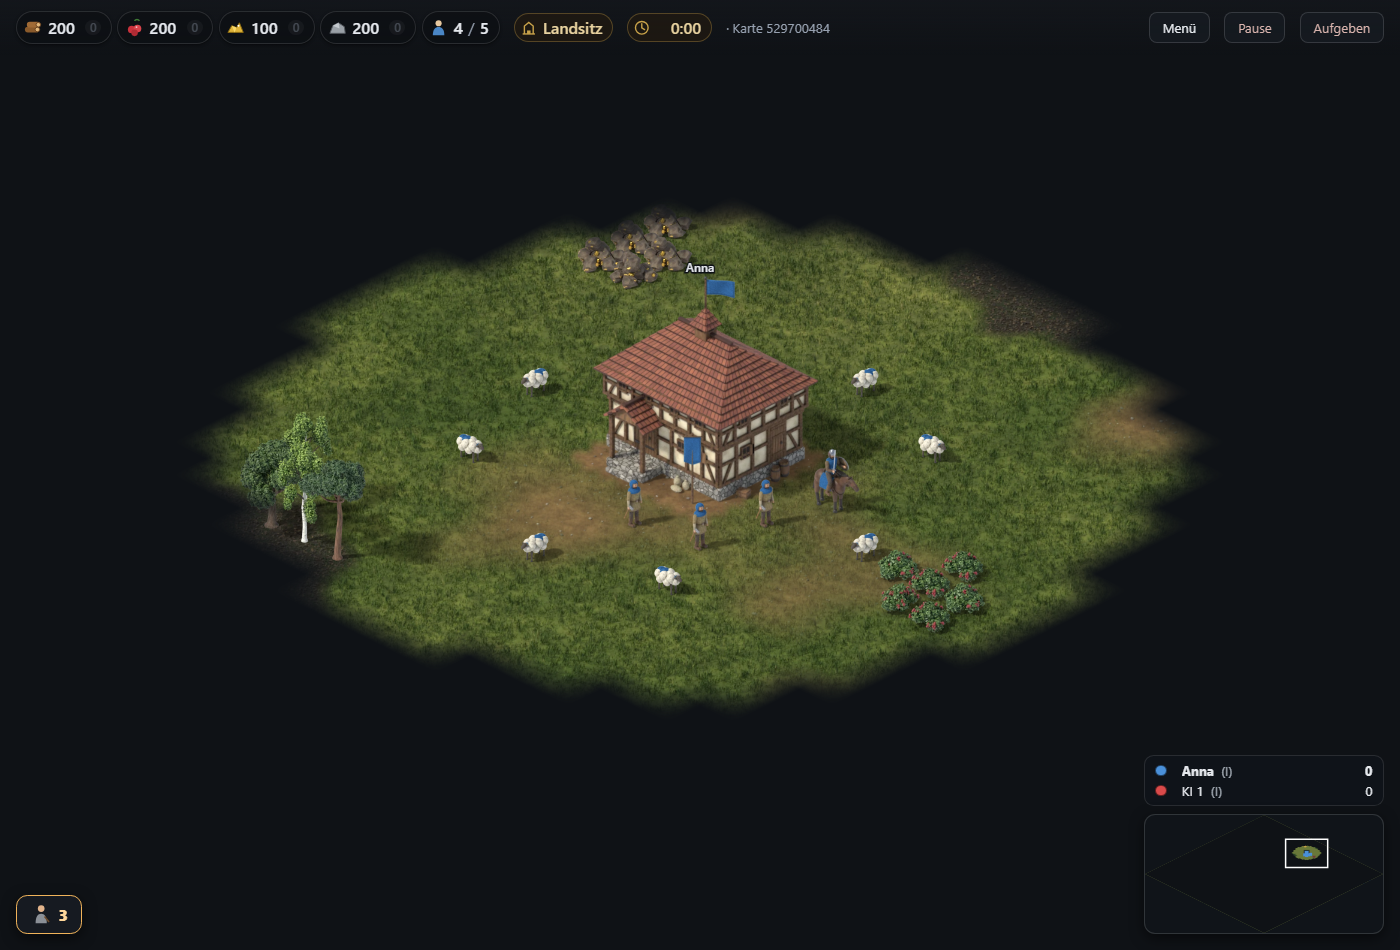 200 0 200 0 100 0 200 0 4 / 5 Landsitz 0:00 · Karte 529700484 Menü Pause Aufgeben
Anna
Anna (I) 0
KI 1 (I) 0
3